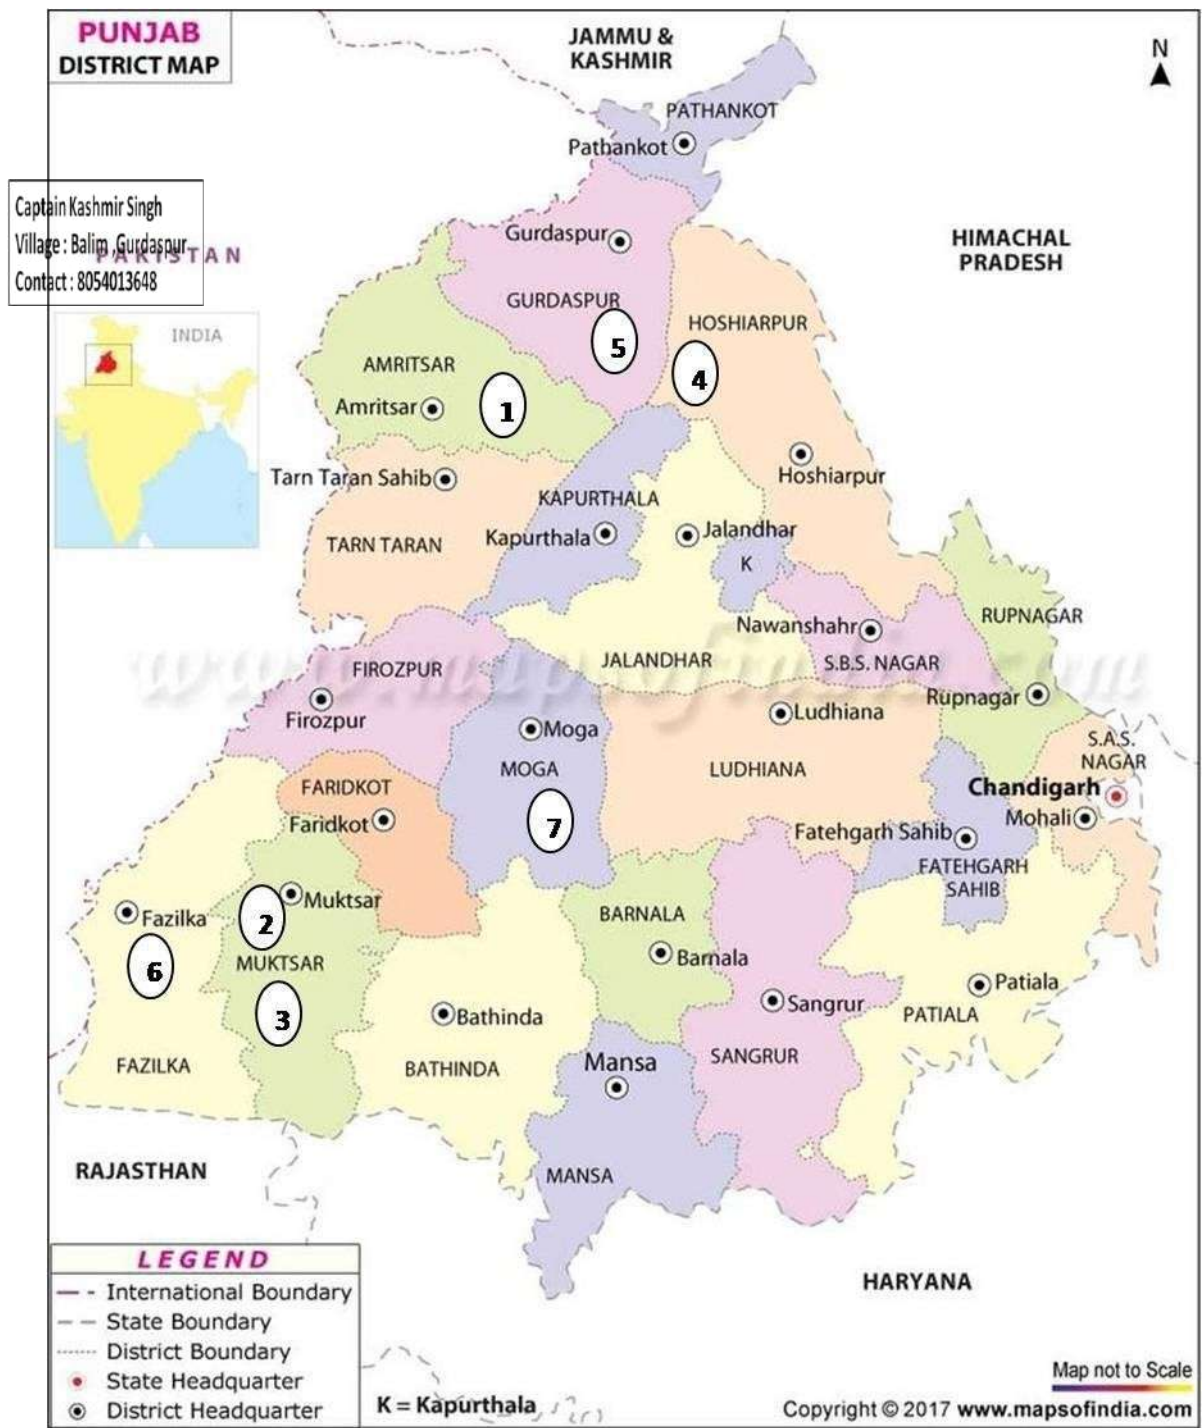 PUNJAB
DISTRICT MAP
JAMMU &
KASHMIR
N
PATHANKOT
Pathankot
Captain Kashmir Singh
Village : Balim ,Gurdaspur
Contact : 8054013648
PAKISTAN
Gurdaspur
GURDASPUR
5
HIMACHAL
PRADESH
INDIA
HOSHIARPUR
4
AMRITSAR
Amritsar
1
Hoshiarpur
Tarn Taran Sahib
TARN TARAN
KAPURTHALA
Kapurthala
Jalandhar
K
JALANDHAR
Nawanshahr
S.B.S. NAGAR
RUPNAGAR
Rupnagar
www.mapsofindia.com
FIROZPUR
Firozpur
Moga
MOGA
7
Ludhiana
LUDHIANA
S.A.S.
NAGAR
Chandigarh
Mohali
FARIDKOT
Faridkot
Fatehgarh Sahib
FATEHGARH
SAHIB
Fazilka
6
FAZILKA
Muktsar
2
MUKTSAR
3
BARNALA
Barnala
Bathinda
BATHINDA
Sangrur
SANGRUR
Patiala
PATIALA
Mansa
MANSA
RAJASTHAN
HARYANA
LEGEND
International Boundary
State Boundary
District Boundary
State Headquarter
District Headquarter
K = Kapurthala
Map not to Scale
Copyright © 2017 www.mapsofindia.com